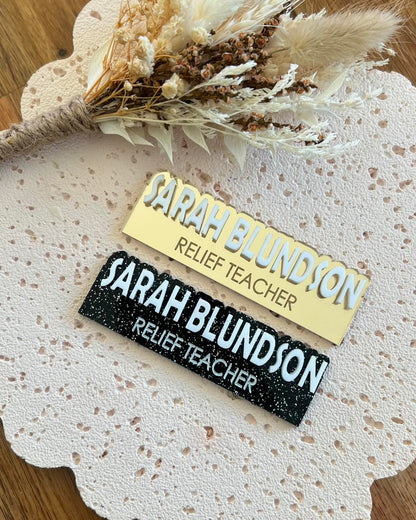 SARAH BLUNDSON
RELIEF TEACHER
SARAH BLUNDSON
RELIEF TEACHER